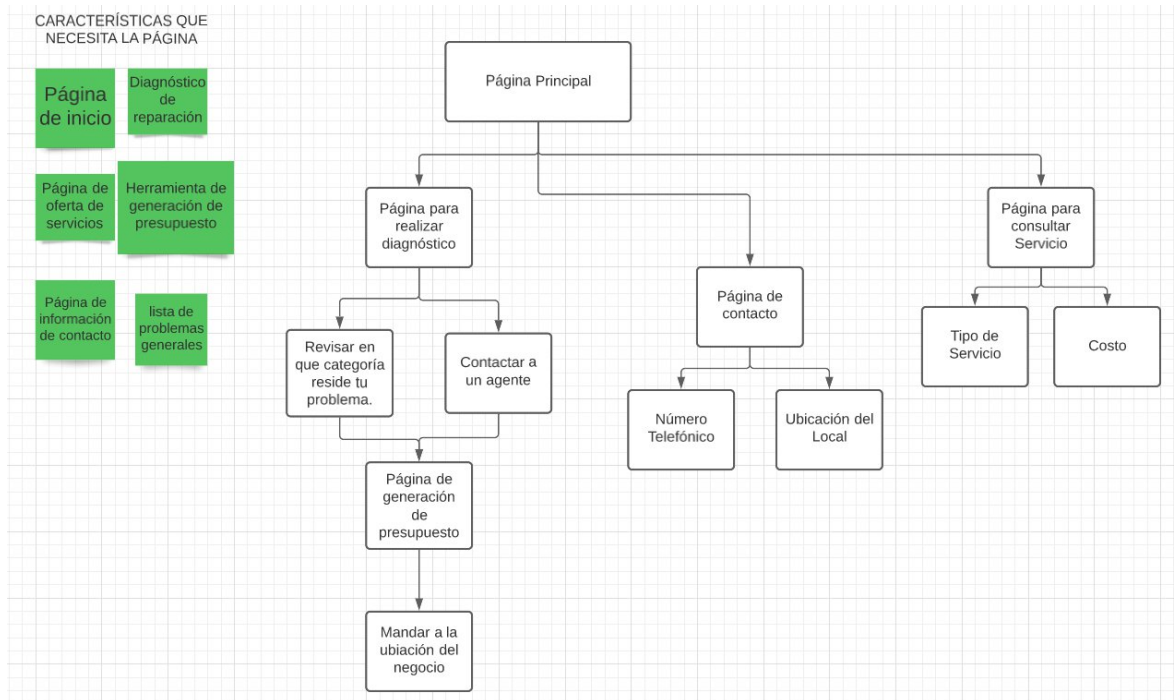 CARACTERÍSTICAS QUE
NECESITA LA PÁGINA
Página
de inicio
Diagnóstico
de
reparación
Página de
oferta de
servicios
Herramienta de
generación de
presupuesto
Página de
información
de contacto
lista de
problemas
generales
Página Principal
Página para
realizar
diagnóstico
Página para
consultar
Servicio
Página de
contacto
Revisar en
que categoría
reside tu
problema.
Contactar a
un agente
Tipo de
Servicio
Costo
Número
Telefónico
Ubicación del
Local
Página de
generación
de
presupuesto
Mandar a la
ubiación del
negocio